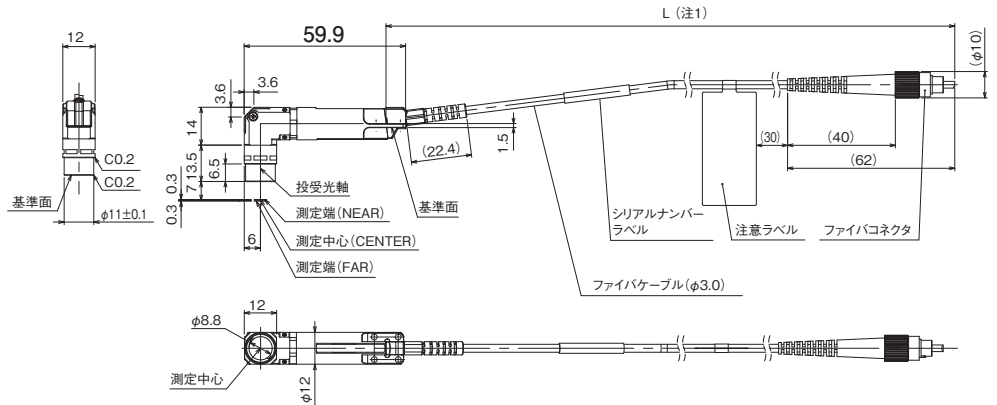 L（注1）
12
59.9
(φ10)
3.6
3.6
14
13.5
6.5
7
0.3
0.3
C0.2
C0.2
基準面
φ11±0.1
6
投受光軸
測定端（NEAR）
測定中心（CENTER）
測定端（FAR）
(22.4)
1.5
基準面
(30)
(40)
(62)
シリアルナンバー
ラベル
注意ラベル
ファイバコネクタ
ファイバケーブル（φ3.0）
12
φ8.8
測定中心
φ12